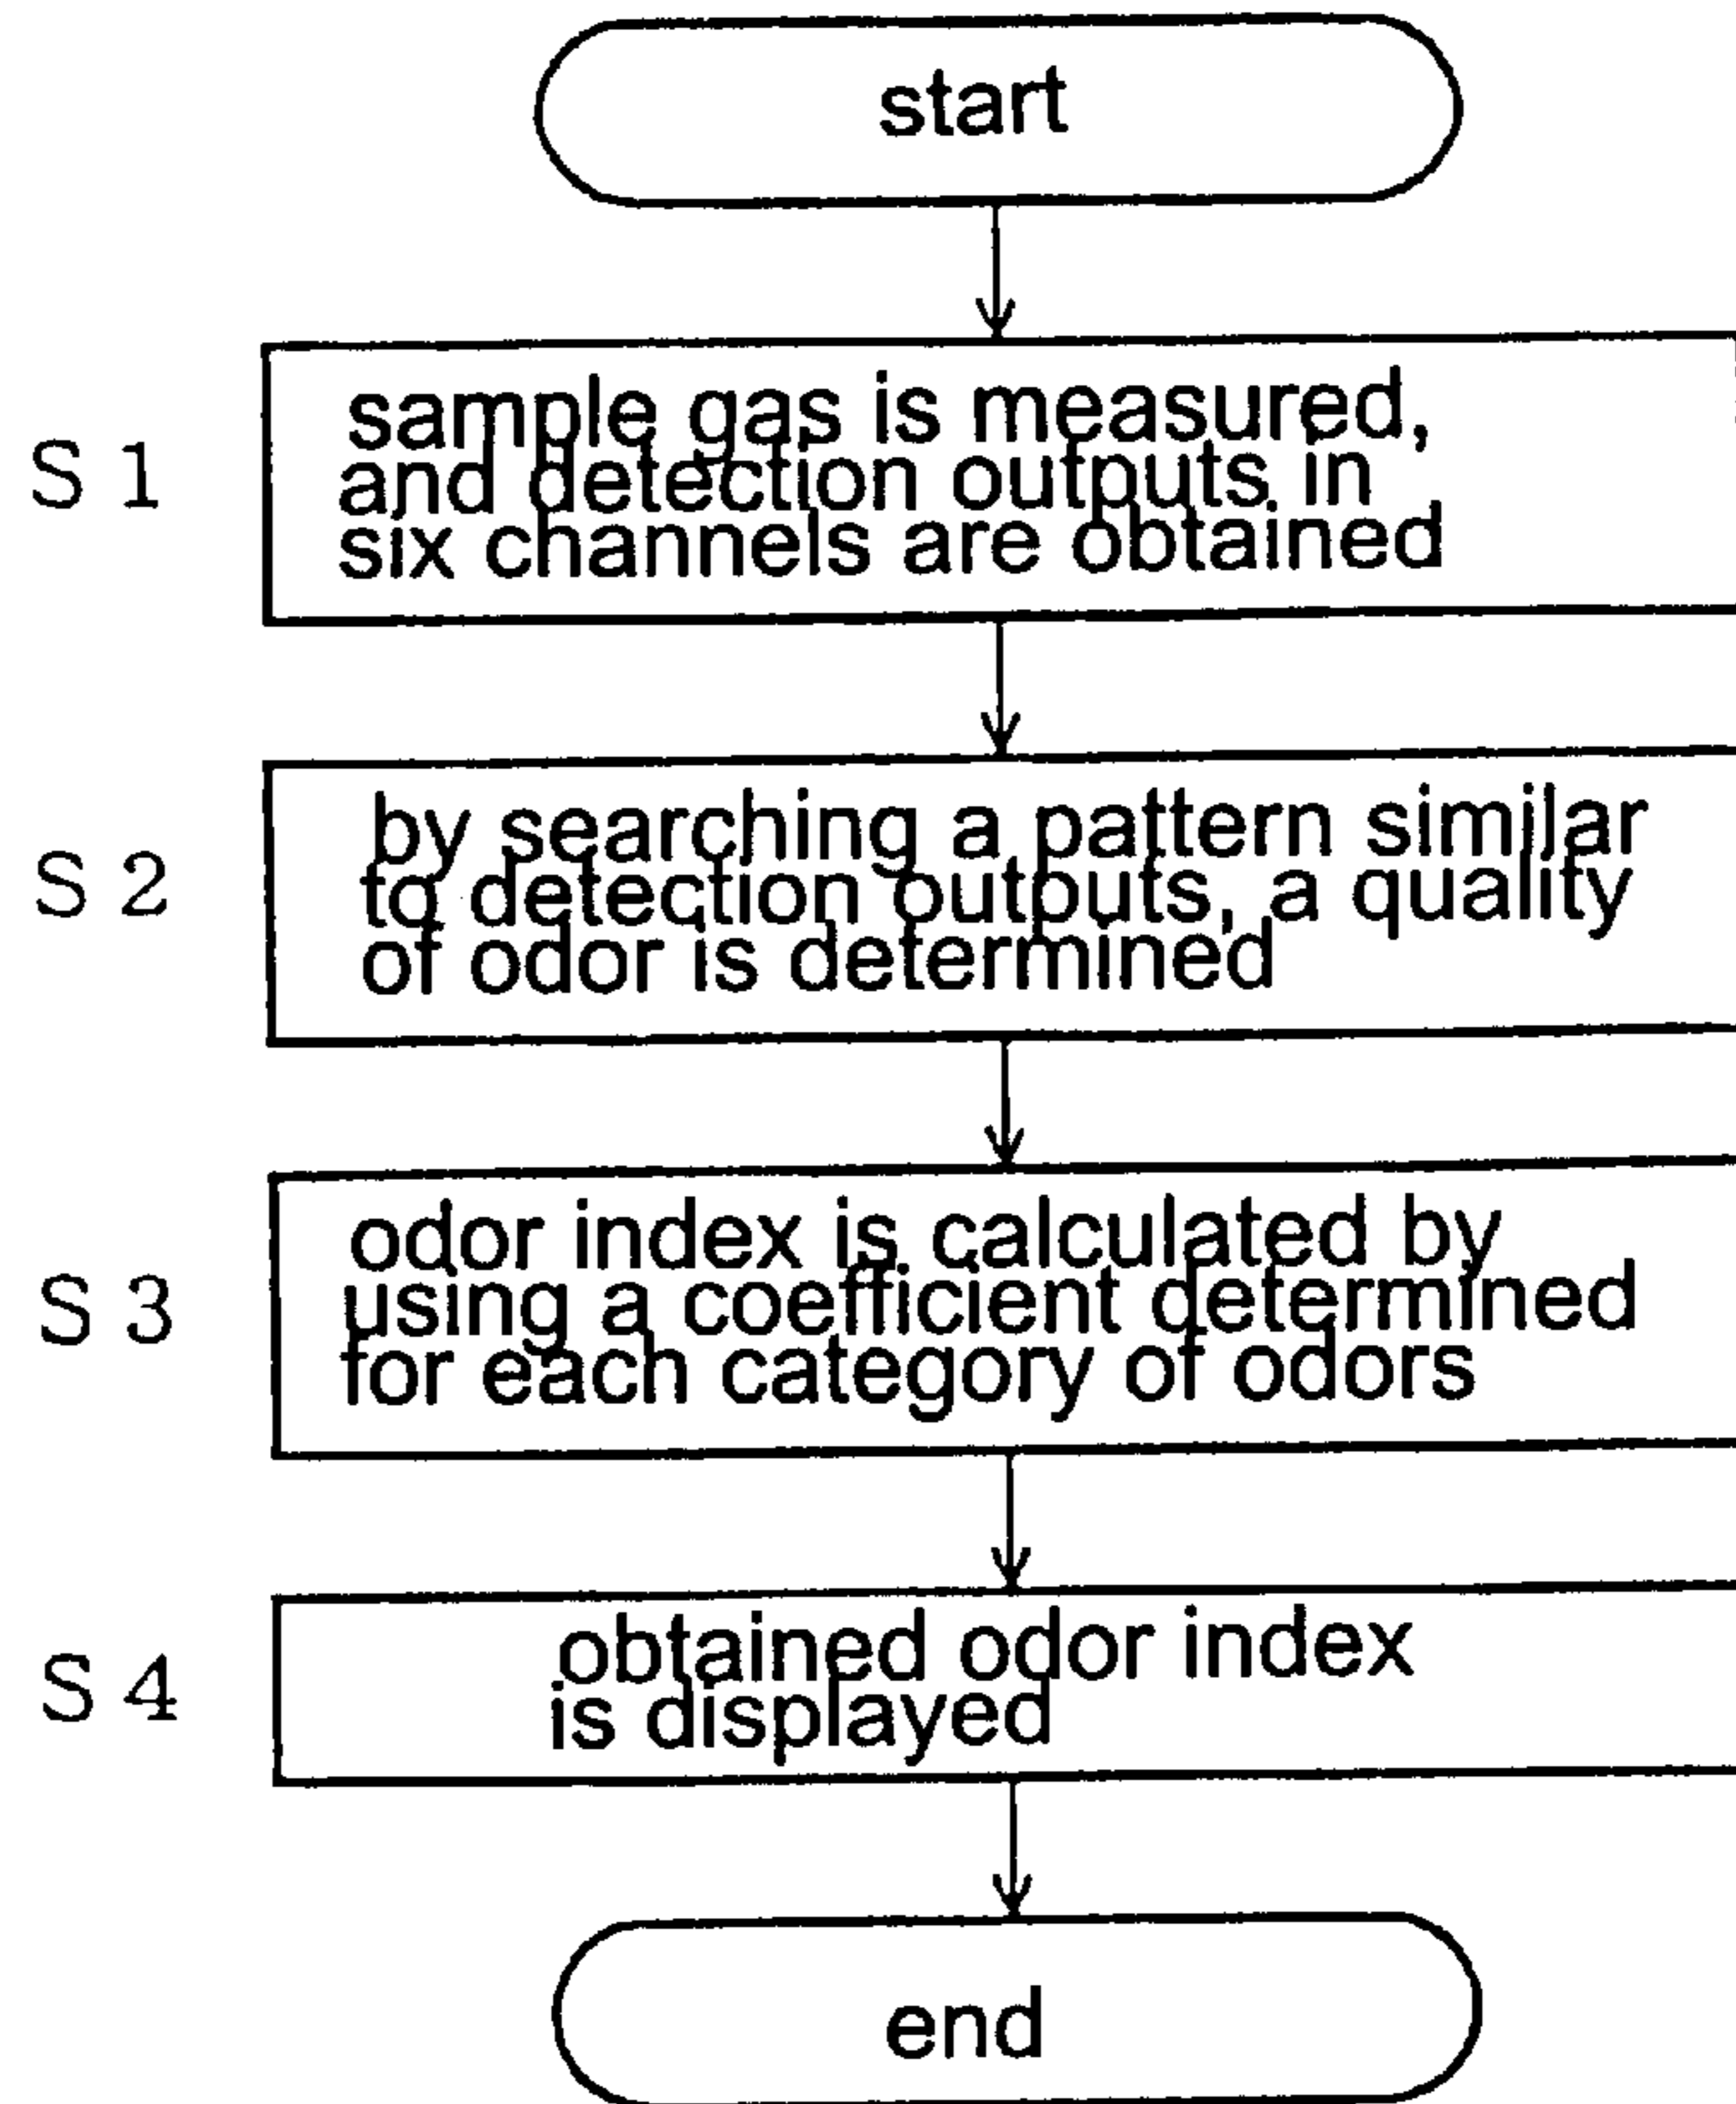 start
S 1
sample gas is measured,
and detection outputs in
six channels are obtained
S 2
by searching a pattern similar
to detection outputs, a quality
of odor is determined
S 3
odor index is calculated by
using a coefficient determined
for each category of odors
S 4
obtained odor index
is displayed
end